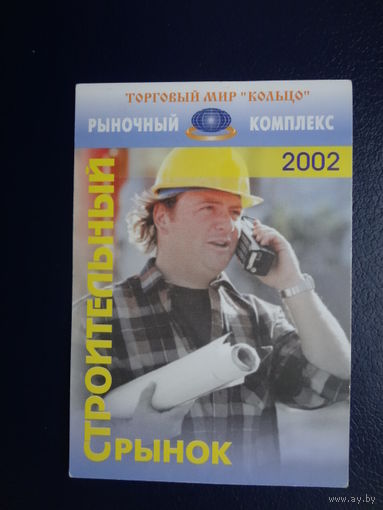 ТОРГОВЫЙ МИР "КОЛЬЦО"
РЫНОЧНЫЙ КОМПЛЕКС
2002
СТРОИТЕЛЬНЫЙ
РЫНОК
www.ay.by